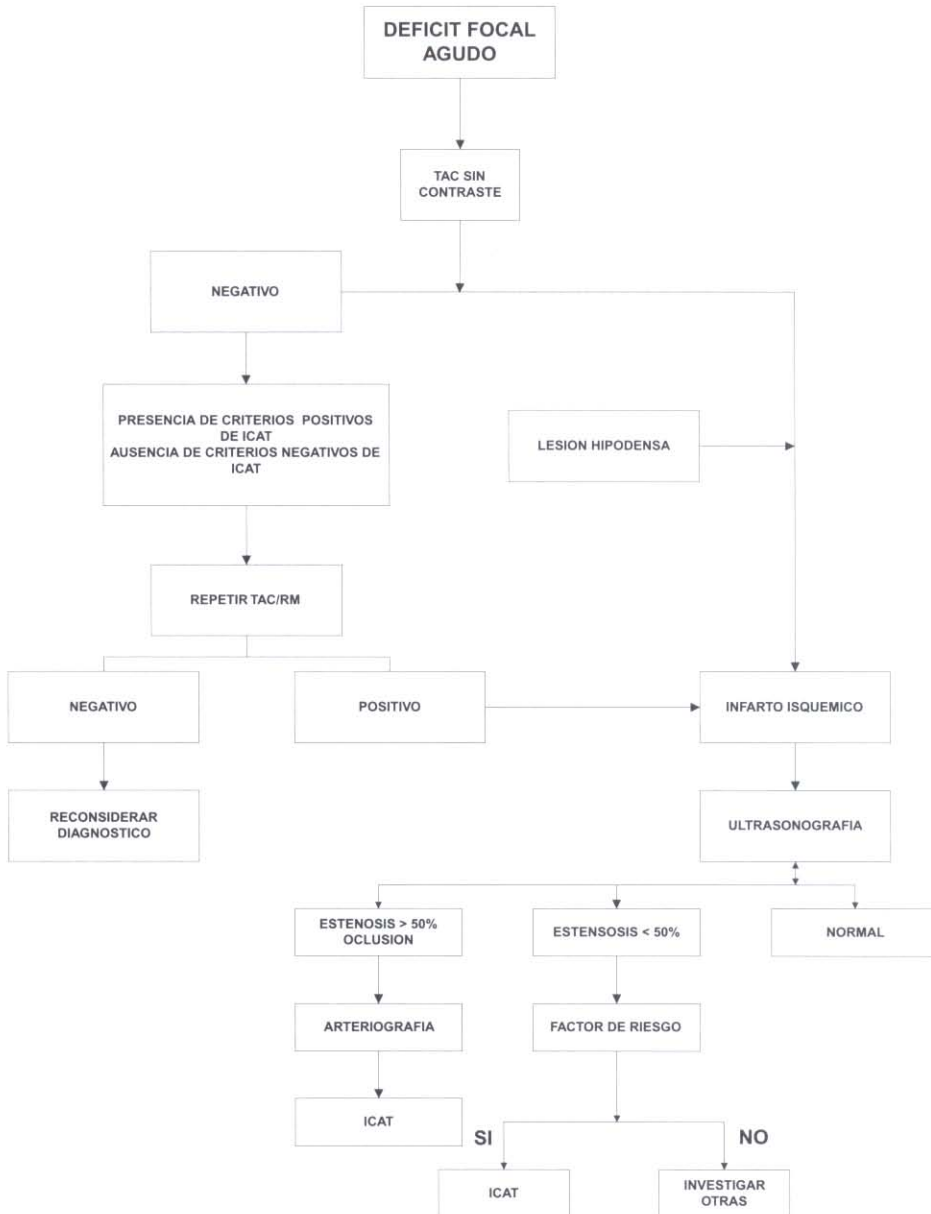 DEFICIT FOCAL
AGUDO
TAC SIN
CONTRASTE
NEGATIVO
PRESENCIA DE CRITERIOS POSITIVOS
DE ICAT
AUSENCIA DE CRITERIOS NEGATIVOS DE
ICAT
LESION HIPODENSA
REPETIR TAC/RM
NEGATIVO
POSITIVO
INFARTO ISQUEMICO
RECONSIDERAR
DIAGNOSTICO
ULTRASONOGRAFIA
ESTENOSIS > 50%
OCLUSION
ESTENSOSIS < 50%
NORMAL
ARTERIOGRAFIA
FACTOR DE RIESGO
ICAT
SI
NO
ICAT
INVESTIGAR
OTRAS